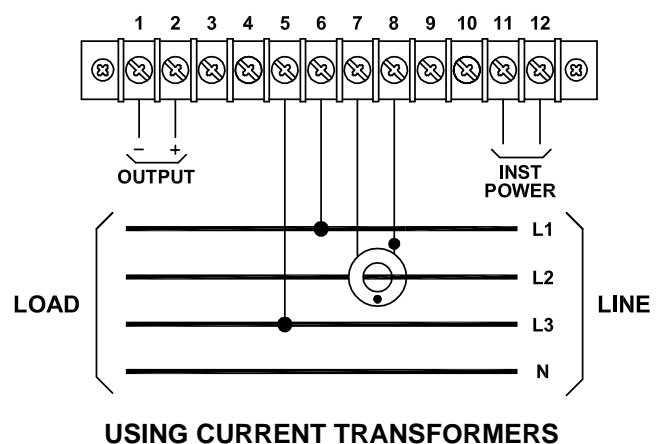 1 2 3 4 5 6 7 8 9 10 11 12
− +
OUTPUT
INST
POWER
L1
L2
LOAD
LINE
L3
N
USING CURRENT TRANSFORMERS